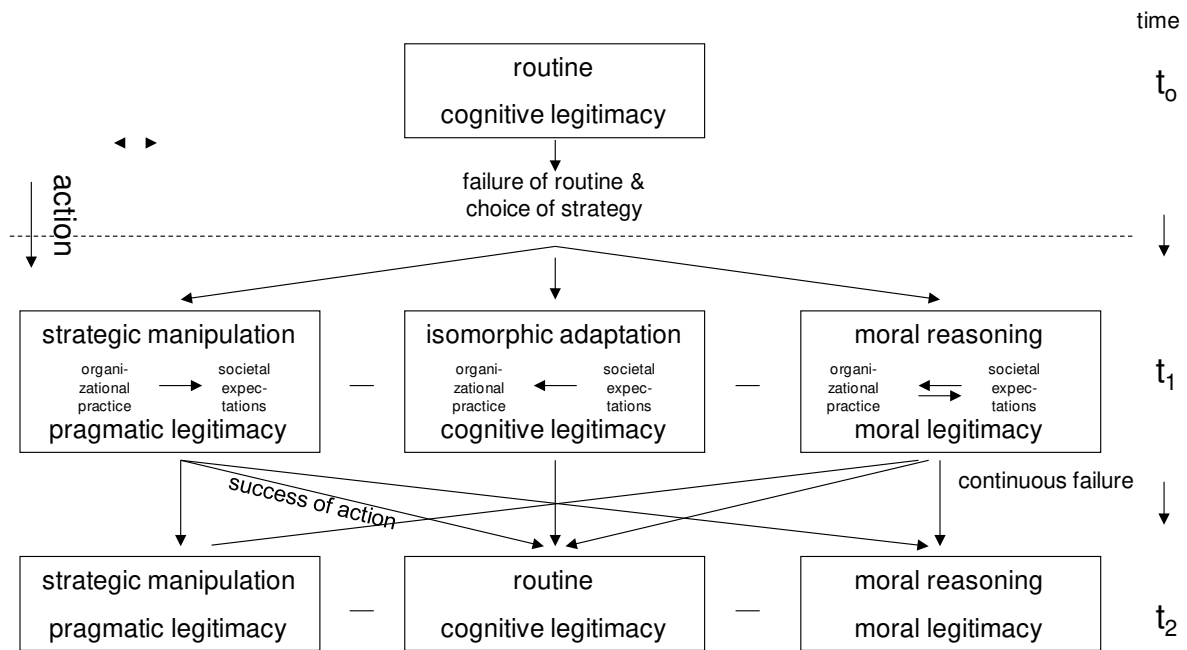 time
routine
cognitive legitimacy
t₀
action
failure of routine &
choice of strategy
strategic manipulation
organi-
zational
practice
societal
expec-
tations
pragmatic legitimacy
isomorphic adaptation
organi-
zational
practice
societal
expec-
tations
cognitive legitimacy
moral reasoning
organi-
zational
practice
societal
expec-
tations
moral legitimacy
t₁
success of action
continuous failure
strategic manipulation
pragmatic legitimacy
routine
cognitive legitimacy
moral reasoning
moral legitimacy
t₂